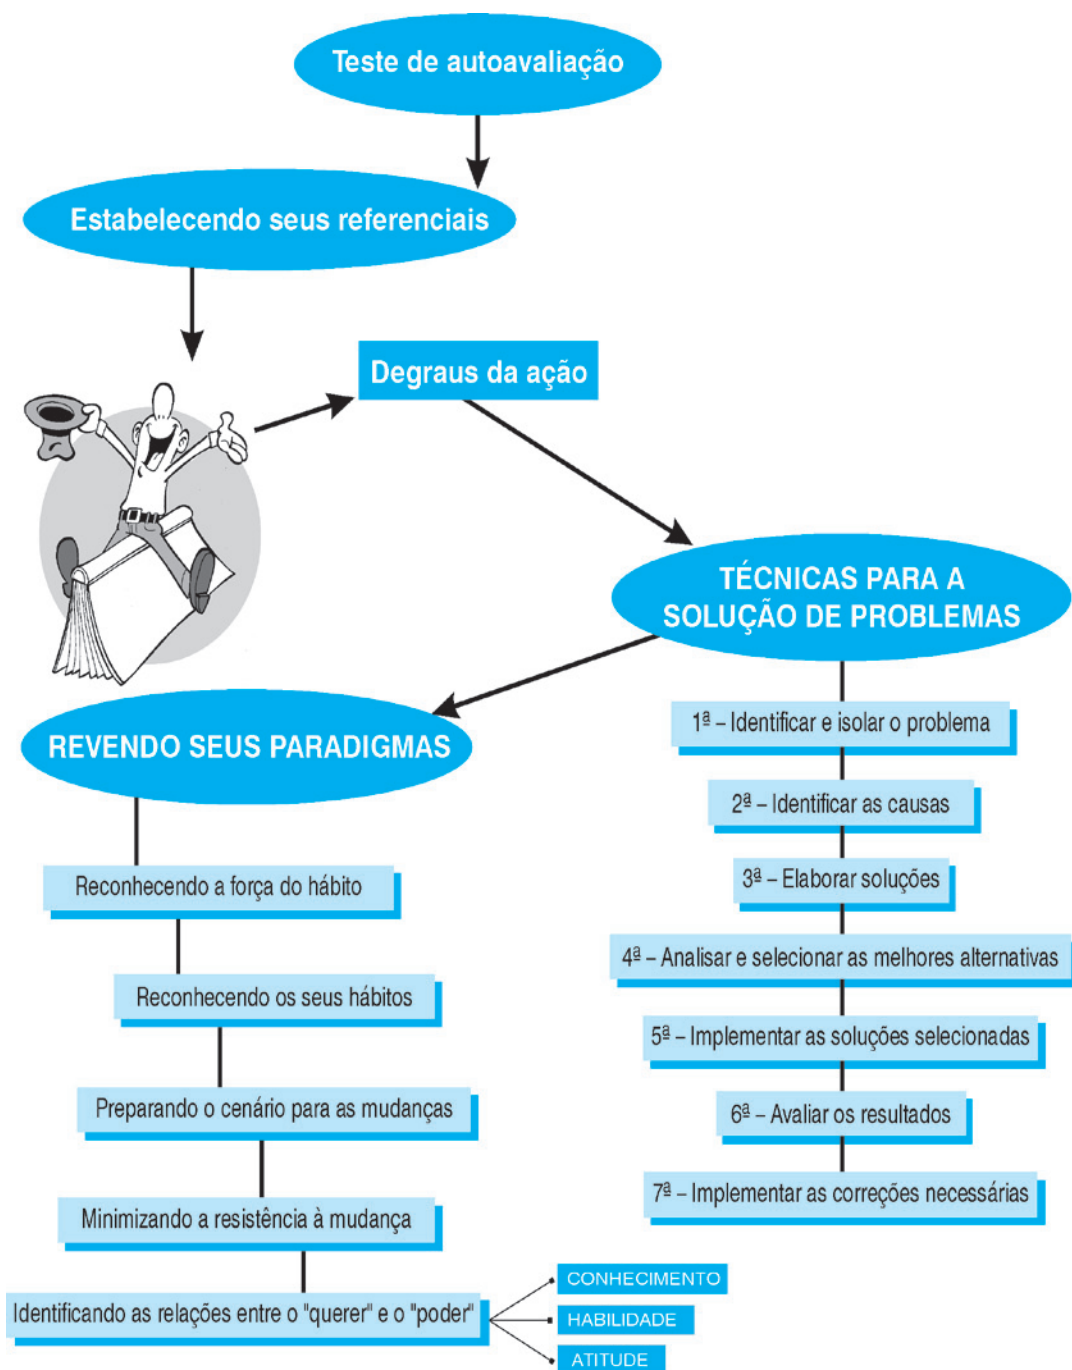 Teste de autoavaliação
Estabelecendo seus referenciais
Degraus da ação
TÉCNICAS PARA A
SOLUÇÃO DE PROBLEMAS
1ª – Identificar e isolar o problema
2ª – Identificar as causas
3ª – Elaborar soluções
4ª – Analisar e selecionar as melhores alternativas
5ª – Implementar as soluções selecionadas
6ª – Avaliar os resultados
7ª – Implementar as correções necessárias
REVENDO SEUS PARADIGMAS
Reconhecendo a força do hábito
Reconhecendo os seus hábitos
Preparando o cenário para as mudanças
Minimizando a resistência à mudança
Identificando as relações entre o "querer" e o "poder"
CONHECIMENTO
HABILIDADE
ATITUDE